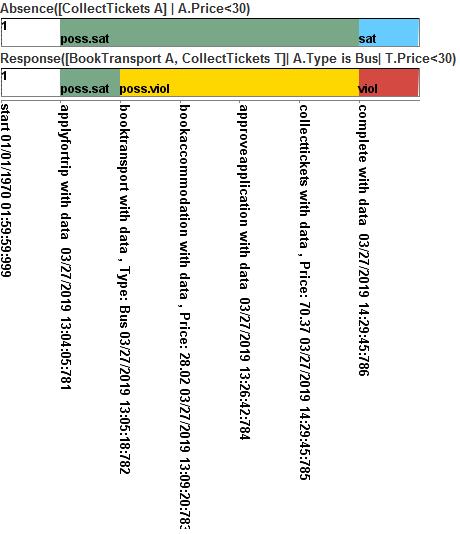 Absence([CollectTickets A] | A.Price<30)
1
poss.sat
sat
Response([BookTransport A, CollectTickets T]| A.Type is Bus| T.Price<30)
1
poss.sat
poss.viol
viol
start 01/01/1970 01:59:59:999
applyfortrip with data 03/27/2019 13:04:05:781
booktransport with data , Type: Bus 03/27/2019 13:05:18:782
bookaccommodation with data , Price: 28.02 03/27/2019 13:09:20:783
approveapplication with data 03/27/2019 13:26:42:784
collecttickets with data , Price: 70.37 03/27/2019 14:29:45:785
complete with data 03/27/2019 14:29:45:786